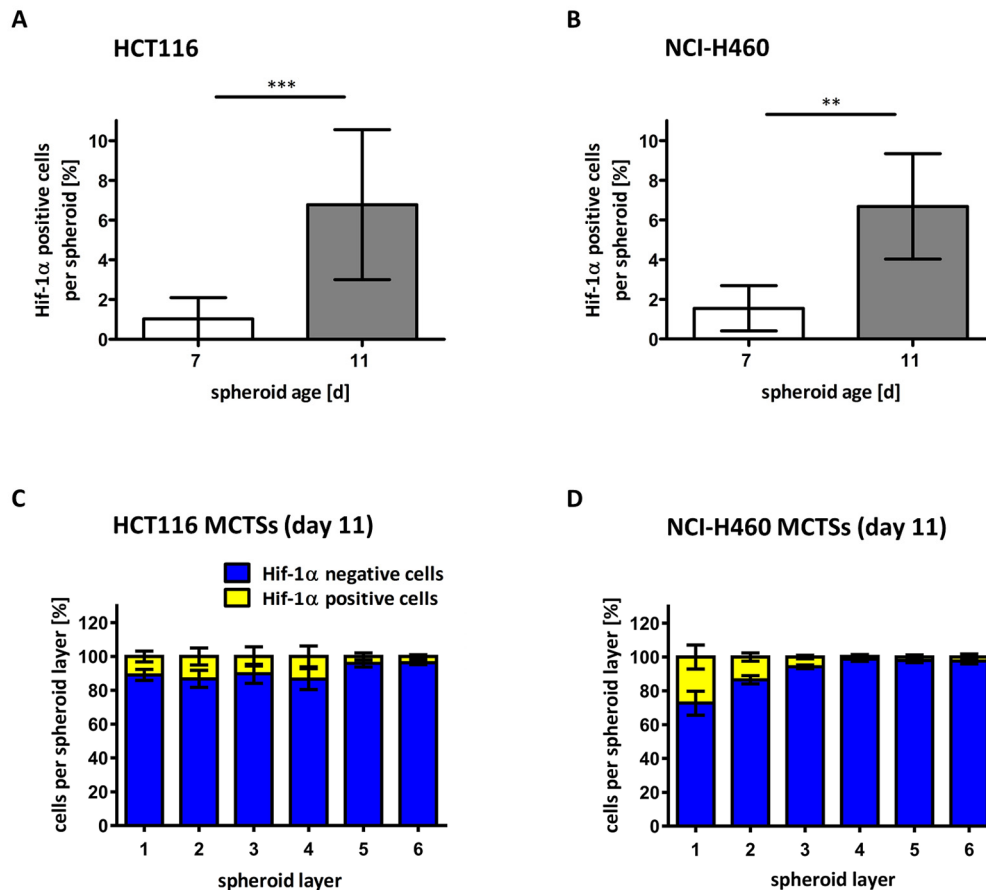 A
HCT116
***
10
8
6
4
2
0
Hif-1α positive cells
per spheroid [%]
7 11
spheroid age [d]
B
NCI-H460
**
10
8
6
4
2
0
Hif-1α positive cells
per spheroid [%]
7 11
spheroid age [d]
C
HCT116 MCTSs (day 11)
Hif-1α negative cells
Hif-1α positive cells
120
100
80
60
40
20
0
cells per spheroid layer [%]
1 2 3 4 5 6
spheroid layer
D
NCI-H460 MCTSs (day 11)
120
100
80
60
40
20
0
cells per spheroid layer [%]
1 2 3 4 5 6
spheroid layer